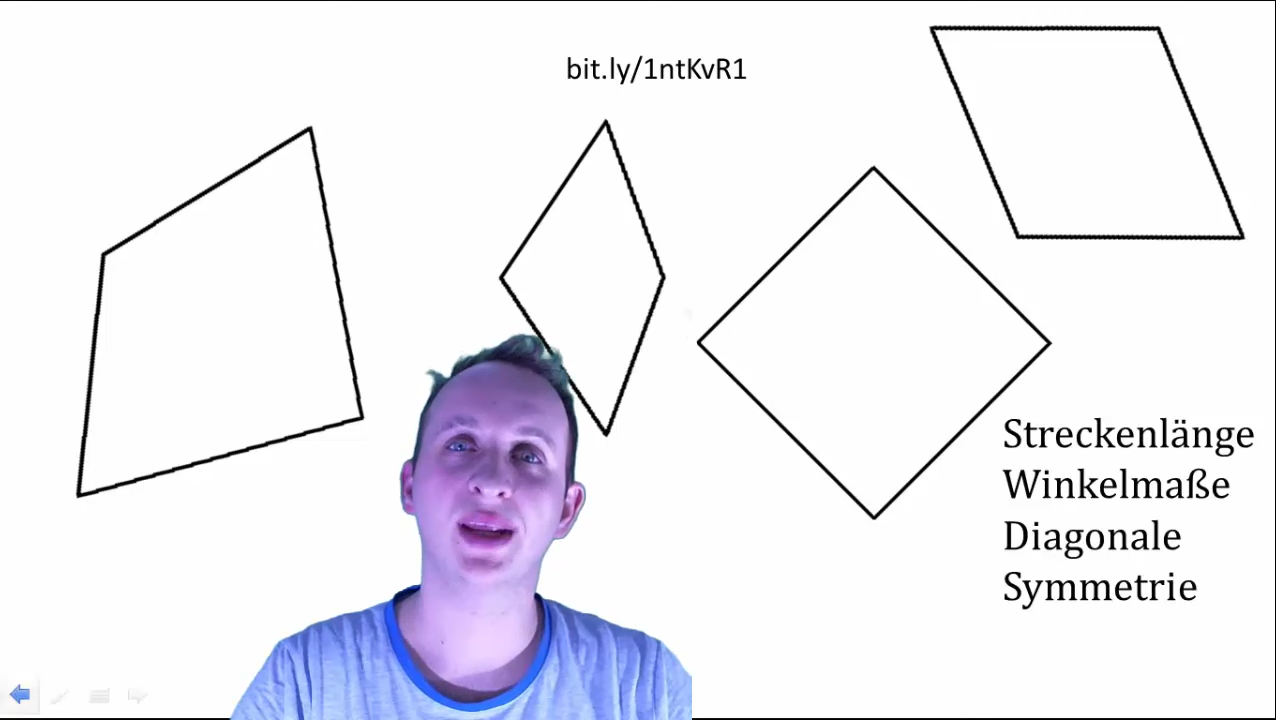 bit.ly/1ntKvR1
Streckenlänge
Winkelmaße
Diagonale
Symmetrie